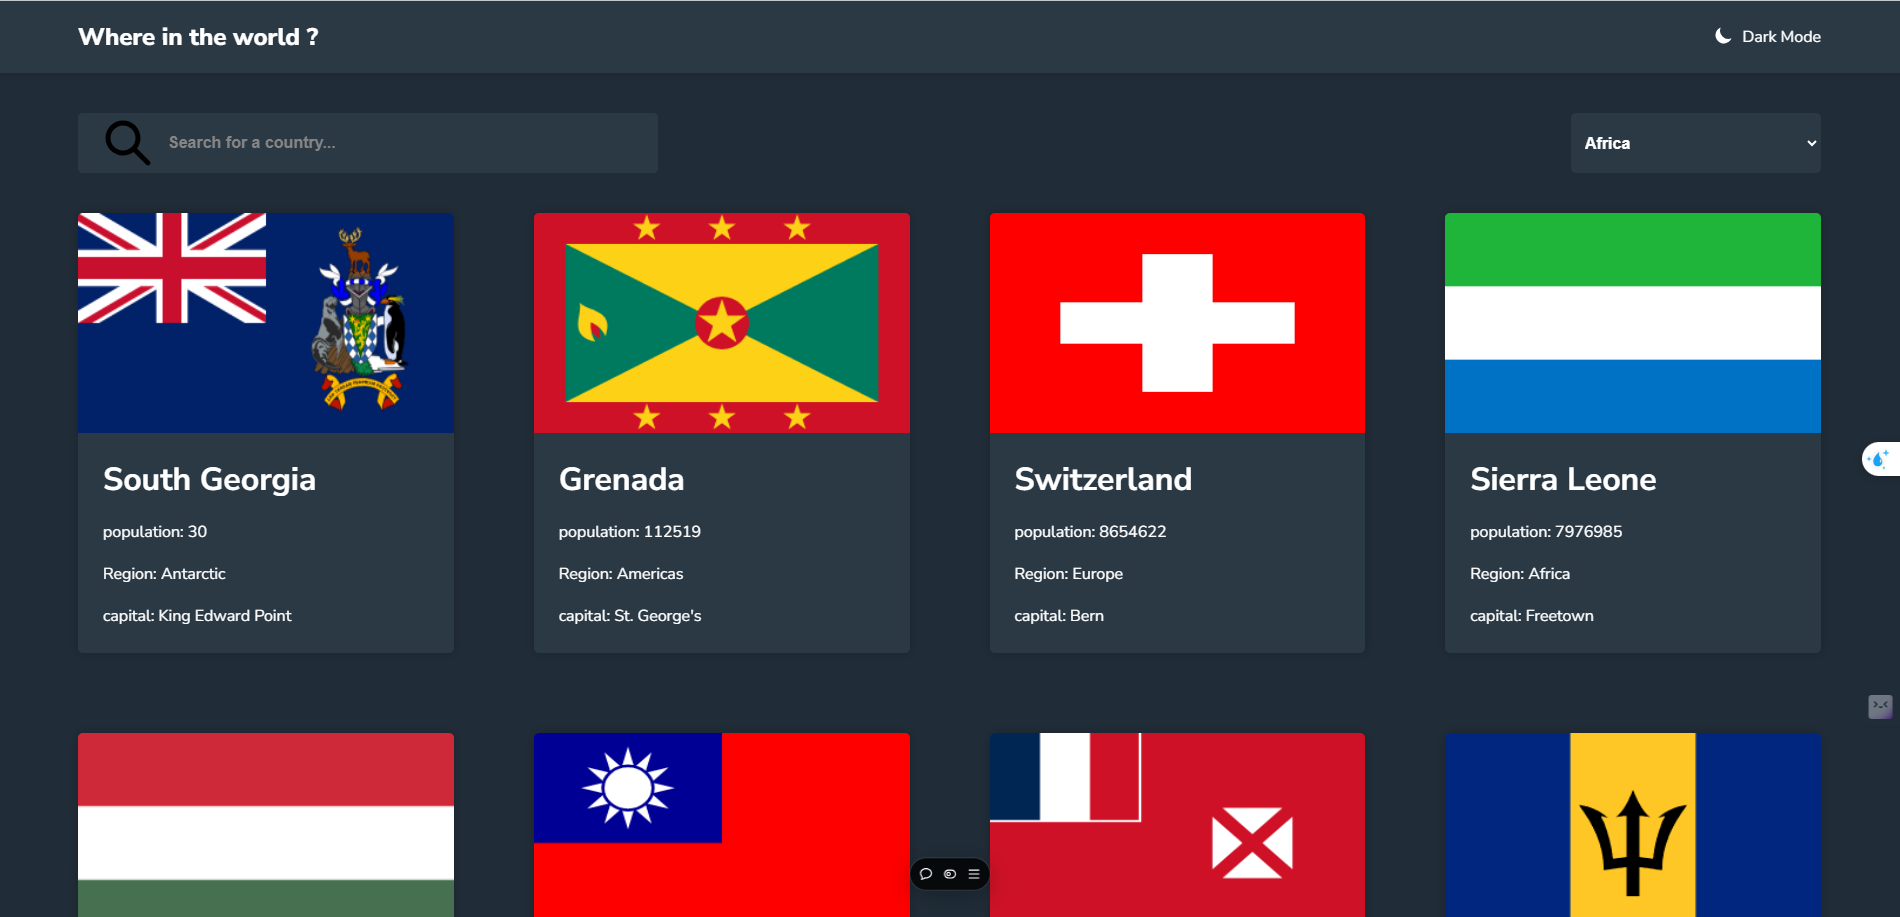 Where in the world ?
Dark Mode
Search for a country...
Africa
South Georgia
population: 30
Region: Antarctic
capital: King Edward Point
Grenada
population: 112519
Region: Americas
capital: St. George's
Switzerland
population: 8654622
Region: Europe
capital: Bern
Sierra Leone
population: 7976985
Region: Africa
capital: Freetown